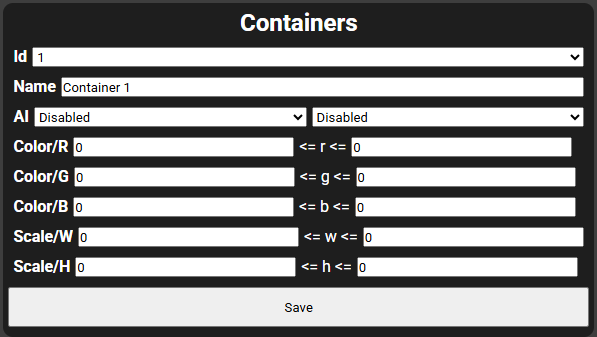 Containers
Id 1
Name Container 1
AI Disabled Disabled
Color/R 0 <= r <= 0
Color/G 0 <= g <= 0
Color/B 0 <= b <= 0
Scale/W 0 <= w <= 0
Scale/H 0 <= h <= 0
Save